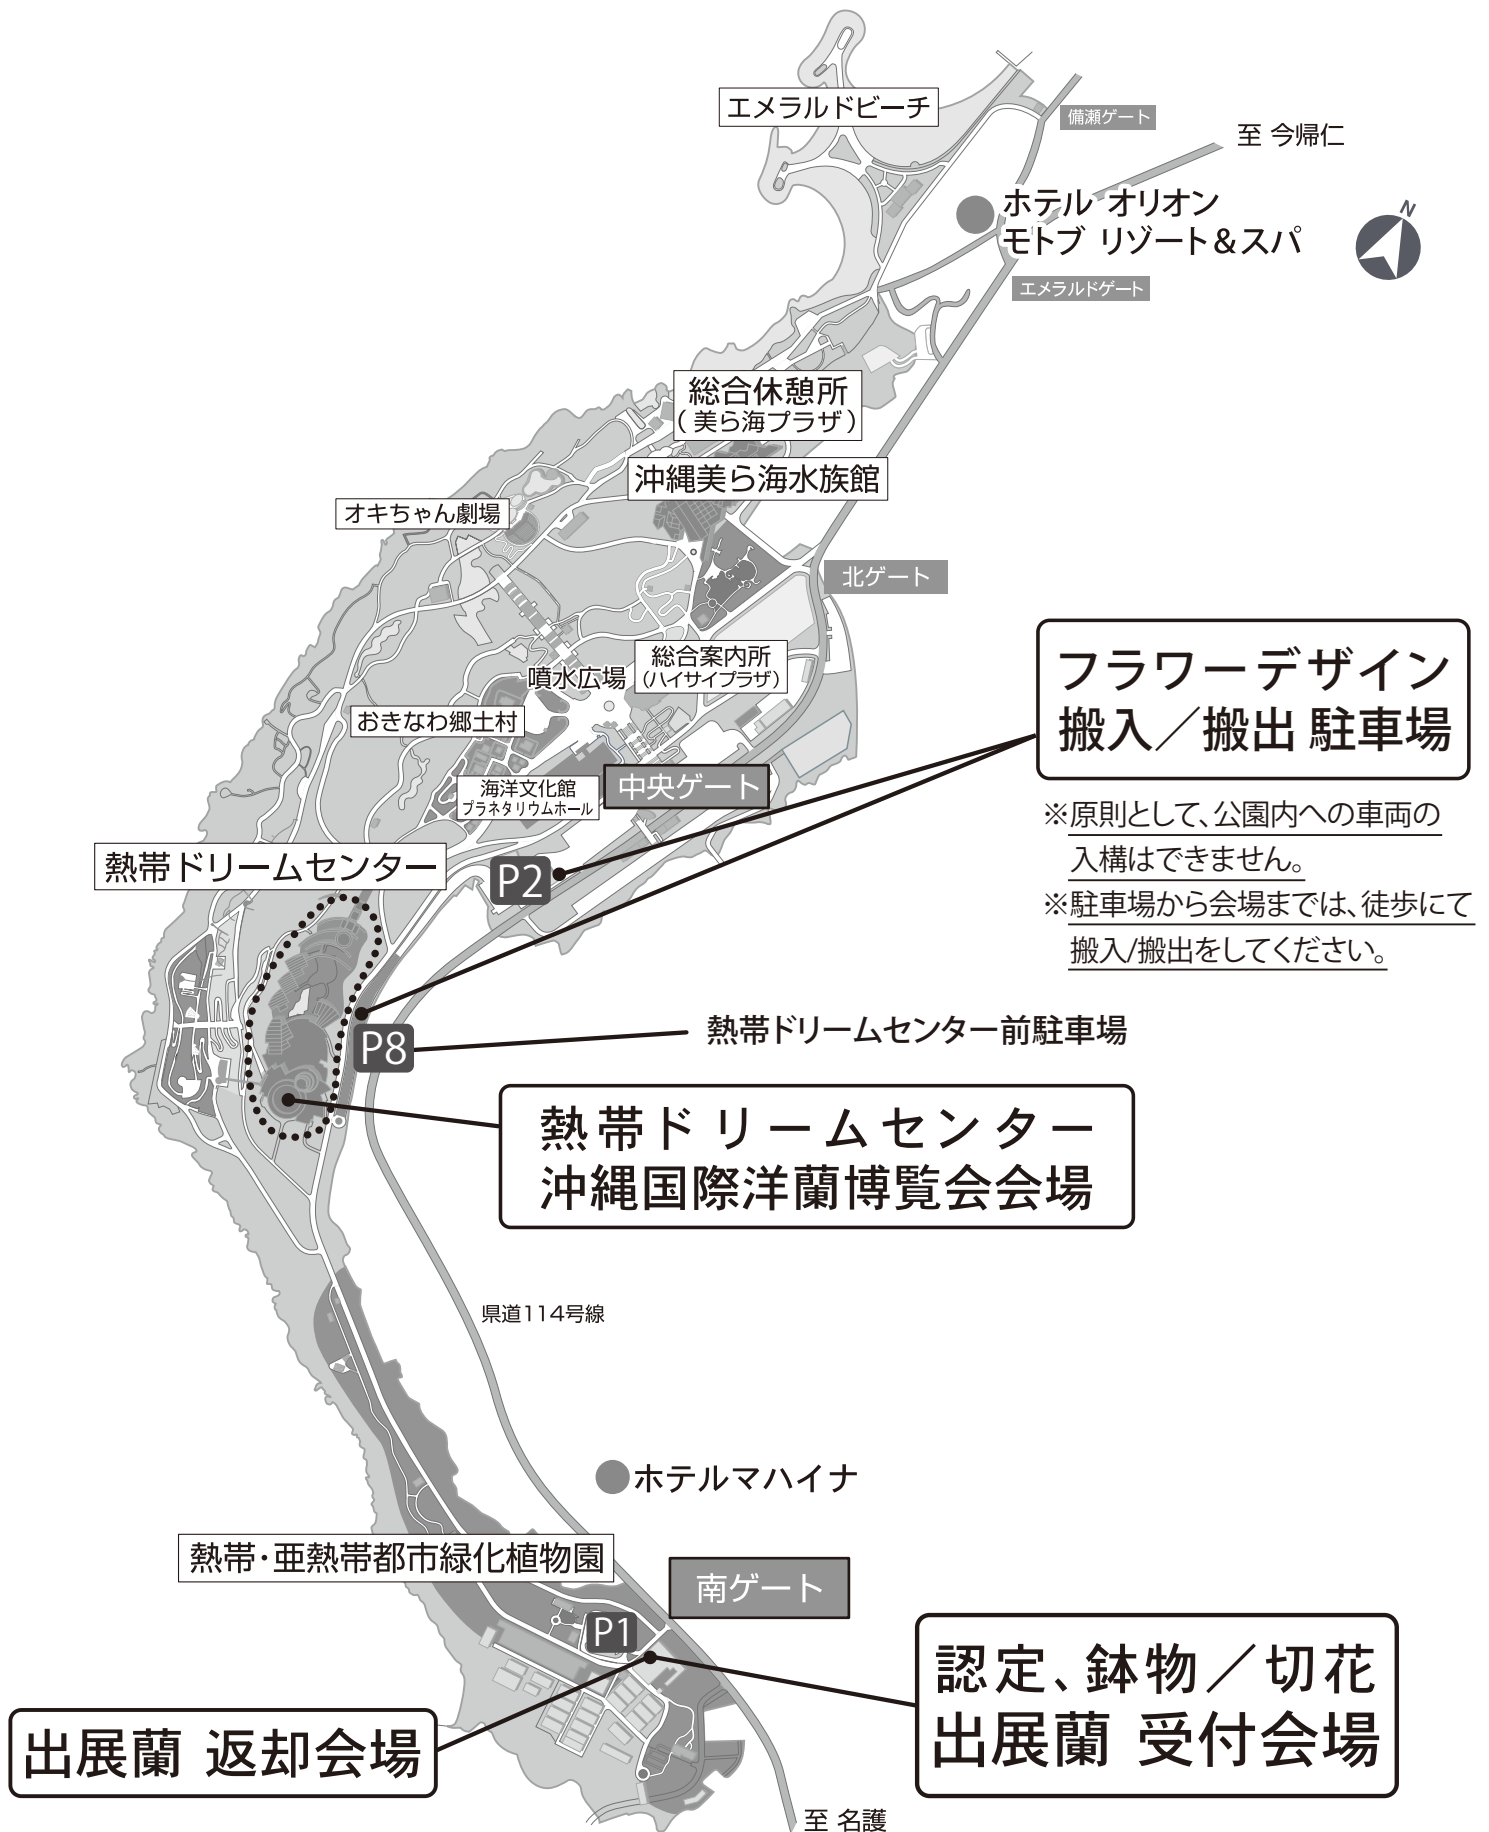 エメラルドビーチ
備瀬ゲート
至 今帰仁
N
ホテル オリオン
モトブ リゾート&スパ
エメラルドゲート
総合休憩所
(美ら海プラザ)
沖縄美ら海水族館
オキちゃん劇場
北ゲート
総合案内所
(ハイサイプラザ)
噴水広場
おきなわ郷土村
フラワーデザイン
搬入／搬出 駐車場
中央ゲート
海洋文化館
プラネタリウムホール
※原則として、公園内への車両の
入構はできません。
※駐車場から会場までは、徒歩にて
搬入/搬出をしてください。
熱帯ドリームセンター
P2
P8
熱帯ドリームセンター前駐車場
熱帯ドリームセンター
沖縄国際洋蘭博覧会会場
県道114号線
ホテルマハイナ
熱帯・亜熱帯都市緑化植物園
南ゲート
P1
認定、鉢物／切花
出展蘭 受付会場
出展蘭 返却会場
至 名護